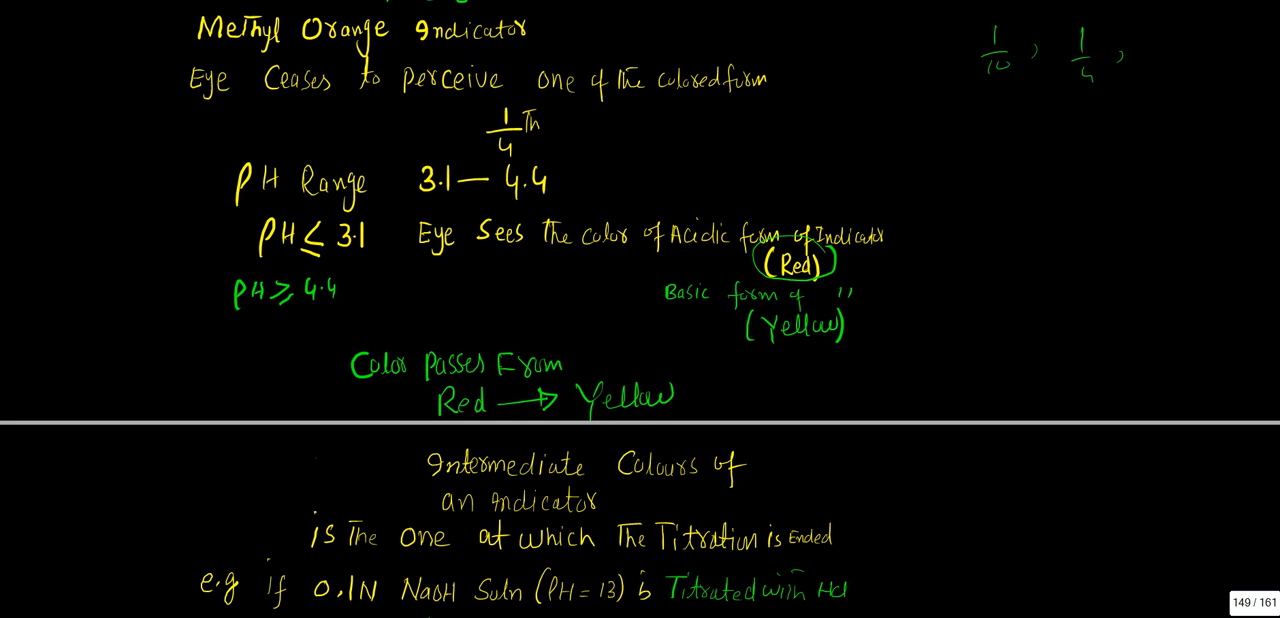 Methyl Orange Indicator
1/10 , 1/4 ,
Eye Ceases to perceive one of the colored form
1/4 Th
PH Range 3.1 — 4.4
PH ≤ 3.1 Eye Sees The color of Acidic form of Indicator
(Red)
PH ≥ 4.4 Basic form of "
(Yellow)
Color Passes From
Red → Yellow
Intermediate Colours of
an indicator
is The one at which The Titration is Ended
e.g if 0.1N NaOH Soln (PH = 13) is Titrated with HCl
149 / 161